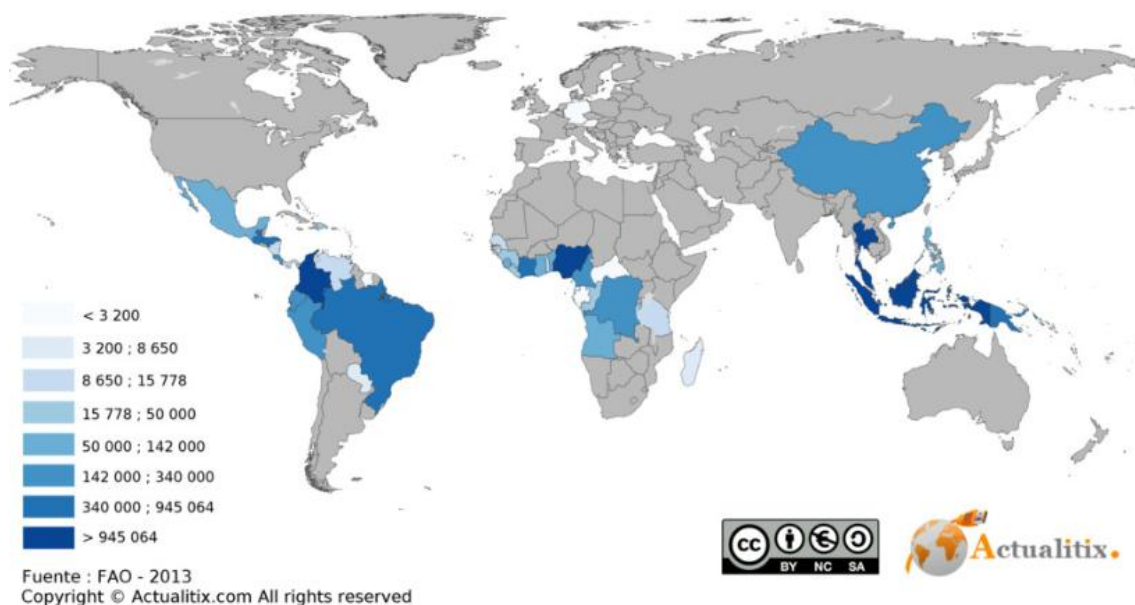 < 3 200
3 200 ; 8 650
8 650 ; 15 778
15 778 ; 50 000
50 000 ; 142 000
142 000 ; 340 000
340 000 ; 945 064
> 945 064
Fuente : FAO - 2013
Copyright © Actualitix.com All rights reserved
cc
BY NC SA
Actualitix.